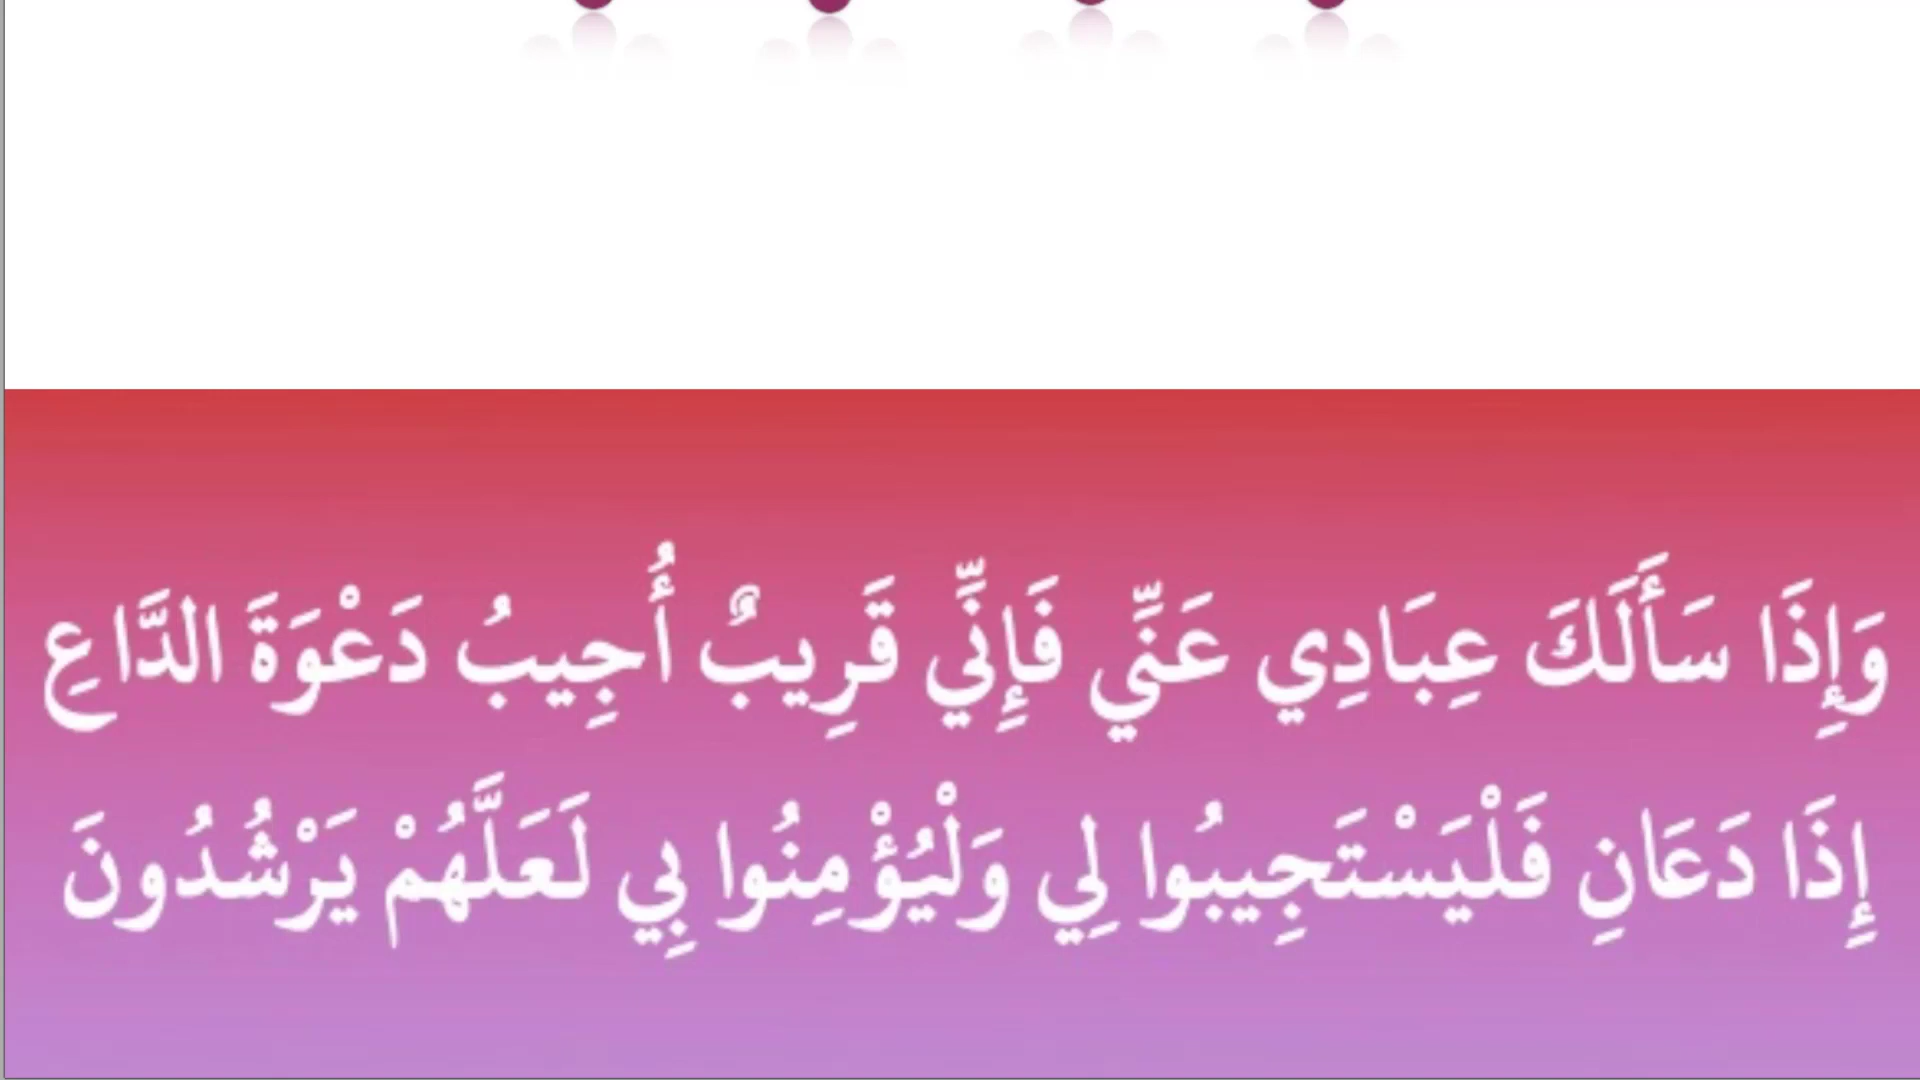 وَإِذَا سَأَلَكَ عِبَادِي عَنِّي فَإِنِّي قَرِيبٌ أُجِيبُ دَعْوَةَ الدَّاعِ
إِذَا دَعَانِ فَلْيَسْتَجِيبُوا لِي وَلْيُؤْمِنُوا بِي لَعَلَّهُمْ يَرْشُدُونَ